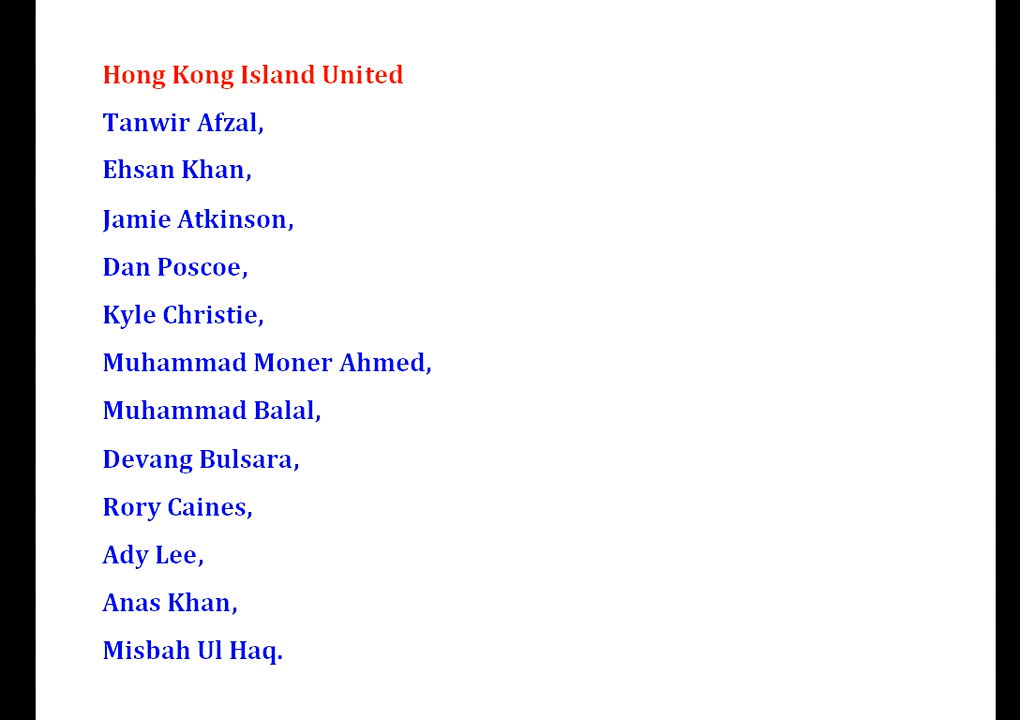 Hong Kong Island United
Tanwir Afzal,
Ehsan Khan,
Jamie Atkinson,
Dan Poscoe,
Kyle Christie,
Muhammad Moner Ahmed,
Muhammad Balal,
Devang Bulsara,
Rory Caines,
Ady Lee,
Anas Khan,
Misbah Ul Haq.